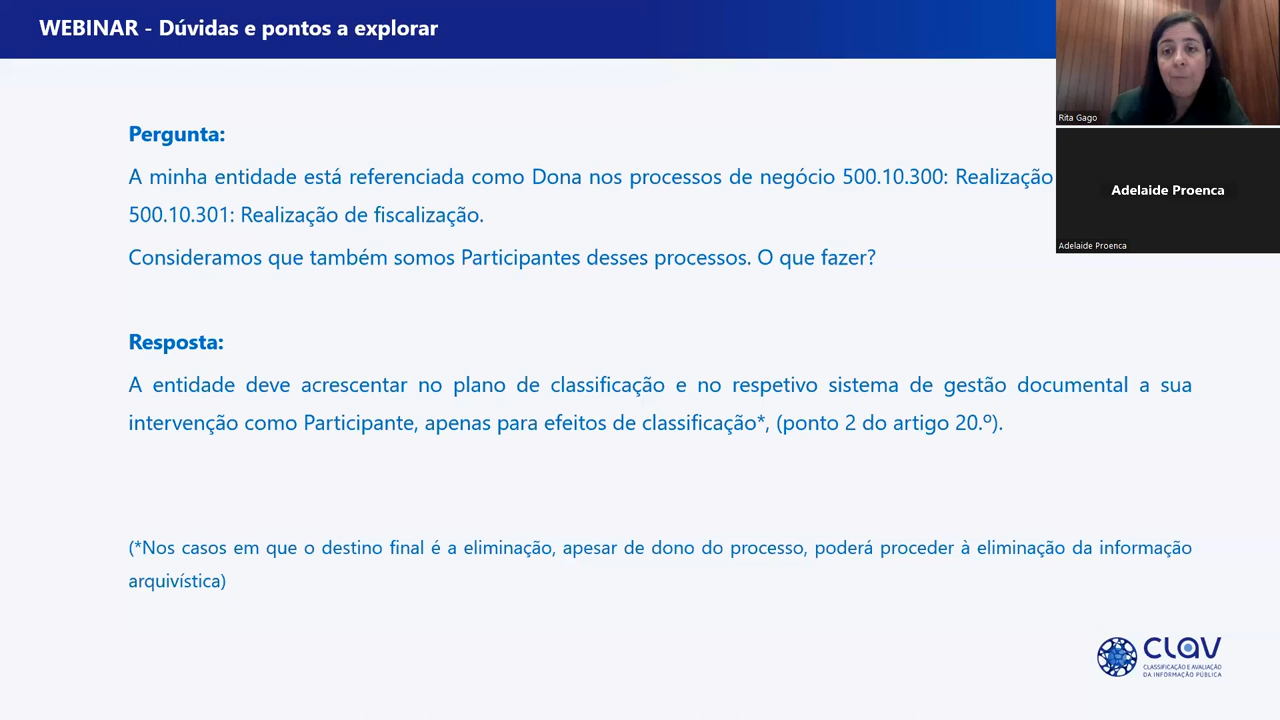 WEBINAR - Dúvidas e pontos a explorar
Rita Gago
Adelaide Proenca
Adelaide Proenca
Pergunta:
A minha entidade está referenciada como Dona nos processos de negócio 500.10.300: Realização
500.10.301: Realização de fiscalização.
Consideramos que também somos Participantes desses processos. O que fazer?
Resposta:
A entidade deve acrescentar no plano de classificação e no respetivo sistema de gestão documental a sua
intervenção como Participante, apenas para efeitos de classificação*, (ponto 2 do artigo 20.º).
(*Nos casos em que o destino final é a eliminação, apesar de dono do processo, poderá proceder à eliminação da informação
arquivística)
CLAV
CLASSIFICAÇÃO E AVALIAÇÃO
DA INFORMAÇÃO PÚBLICA